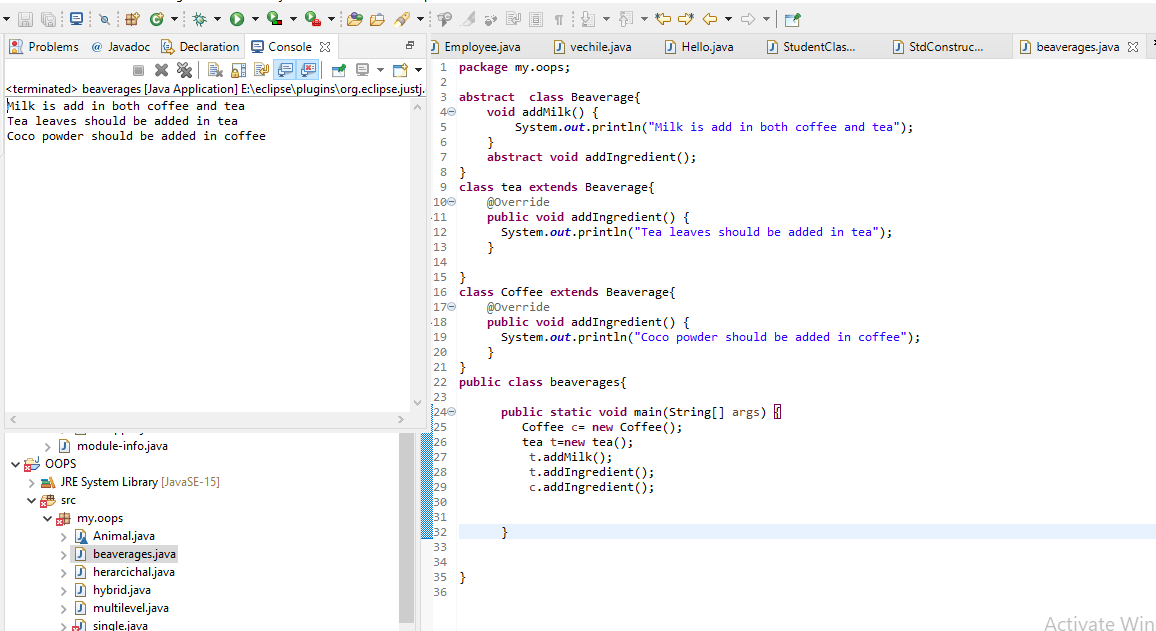 Problems @ Javadoc Declaration Console
<terminated> beaverages [Java Application] E:\eclipse\plugins\org.eclipse.justj.
Milk is add in both coffee and tea
Tea leaves should be added in tea
Coco powder should be added in coffee
module-info.java
OOPS
JRE System Library [JavaSE-15]
src
my.oops
Animal.java
beaverages.java
herarcichal.java
hybrid.java
multilevel.java
single.java
Employee.java vechile.java Hello.java StudentClas... StdConstruc... beaverages.java
1 package my.oops;
2
3 abstract  class Beaverage{
4     void addMilk() {
5         System.out.println("Milk is add in both coffee and tea");
6     }
7     abstract void addIngredient();
8 }
9 class tea extends Beaverage{
10     @Override
11     public void addIngredient() {
12       System.out.println("Tea leaves should be added in tea");
13     }
14
15 }
16 class Coffee extends Beaverage{
17     @Override
18     public void addIngredient() {
19       System.out.println("Coco powder should be added in coffee");
20     }
21 }
22 public class beaverages{
23
24       public static void main(String[] args) {
25          Coffee c= new Coffee();
26          tea t=new tea();
27           t.addMilk();
28           t.addIngredient();
29           c.addIngredient();
30
31
32       }
33
34
35 }
36
Activate Win